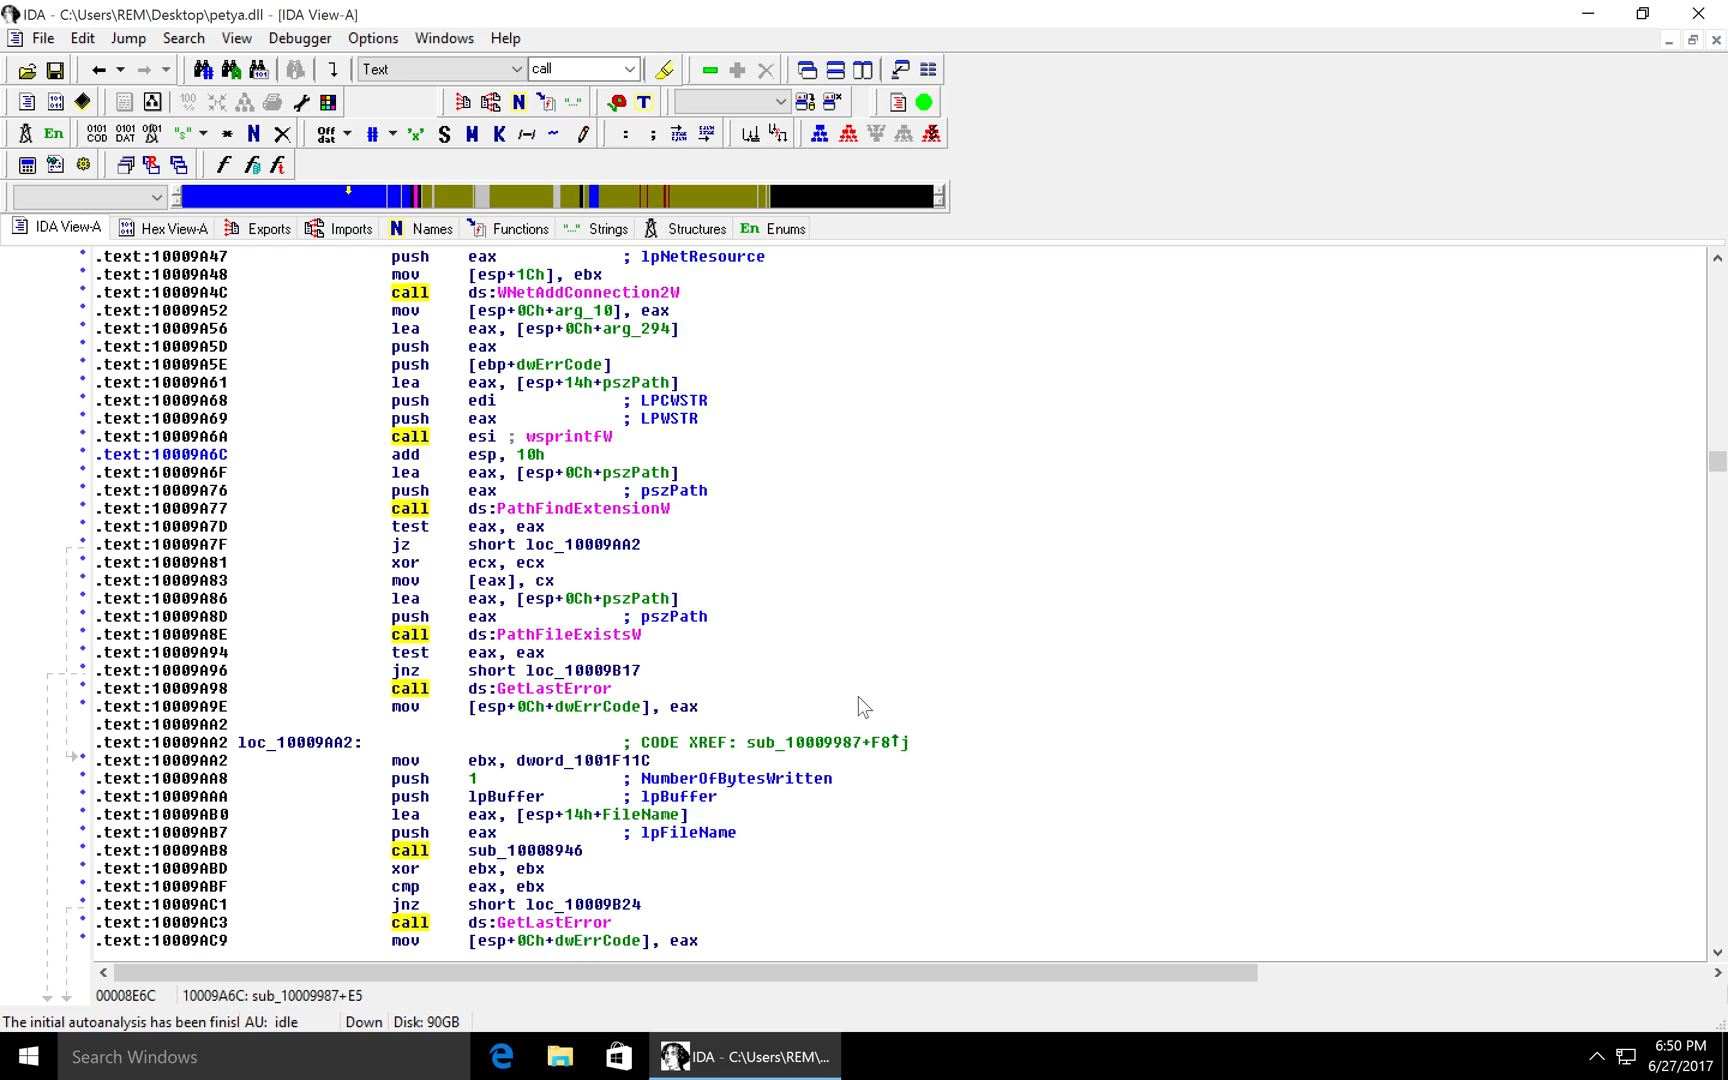 IDA - C:\Users\REM\Desktop\petya.dll - [IDA View-A]
File Edit Jump Search View Debugger Options Windows Help
Text call
IDA View-A Hex View-A Exports Imports Names Functions Strings Structures En Enums
.text:10009A47 push eax ; lpNetResource
.text:10009A48 mov [esp+1Ch], ebx
.text:10009A4C call ds:WNetAddConnection2W
.text:10009A52 mov [esp+0Ch+arg_10], eax
.text:10009A56 lea eax, [esp+0Ch+arg_294]
.text:10009A5D push eax
.text:10009A5E push [ebp+dwErrCode]
.text:10009A61 lea eax, [esp+14h+pszPath]
.text:10009A68 push edi ; LPCWSTR
.text:10009A69 push eax ; LPWSTR
.text:10009A6A call esi ; wsprintfW
.text:10009A6C add esp, 10h
.text:10009A6F lea eax, [esp+0Ch+pszPath]
.text:10009A76 push eax ; pszPath
.text:10009A77 call ds:PathFindExtensionW
.text:10009A7D test eax, eax
.text:10009A7F jz short loc_10009AA2
.text:10009A81 xor ecx, ecx
.text:10009A83 mov [eax], cx
.text:10009A86 lea eax, [esp+0Ch+pszPath]
.text:10009A8D push eax ; pszPath
.text:10009A8E call ds:PathFileExistsW
.text:10009A94 test eax, eax
.text:10009A96 jnz short loc_10009B17
.text:10009A98 call ds:GetLastError
.text:10009A9E mov [esp+0Ch+dwErrCode], eax
.text:10009AA2
.text:10009AA2 loc_10009AA2: ; CODE XREF: sub_10009987+F8↑j
.text:10009AA2 mov ebx, dword_1001F11C
.text:10009AA8 push 1 ; NumberOfBytesWritten
.text:10009AAA push lpBuffer ; lpBuffer
.text:10009AB0 lea eax, [esp+14h+FileName]
.text:10009AB7 push eax ; lpFileName
.text:10009AB8 call sub_10008946
.text:10009ABD xor ebx, ebx
.text:10009ABF cmp eax, ebx
.text:10009AC1 jnz short loc_10009B24
.text:10009AC3 call ds:GetLastError
.text:10009AC9 mov [esp+0Ch+dwErrCode], eax
00008E6C 10009A6C: sub_10009987+E5
The initial autoanalysis has been finisl AU: idle Down Disk: 90GB
Search Windows IDA - C:\Users\REM\... 6:50 PM
6/27/2017